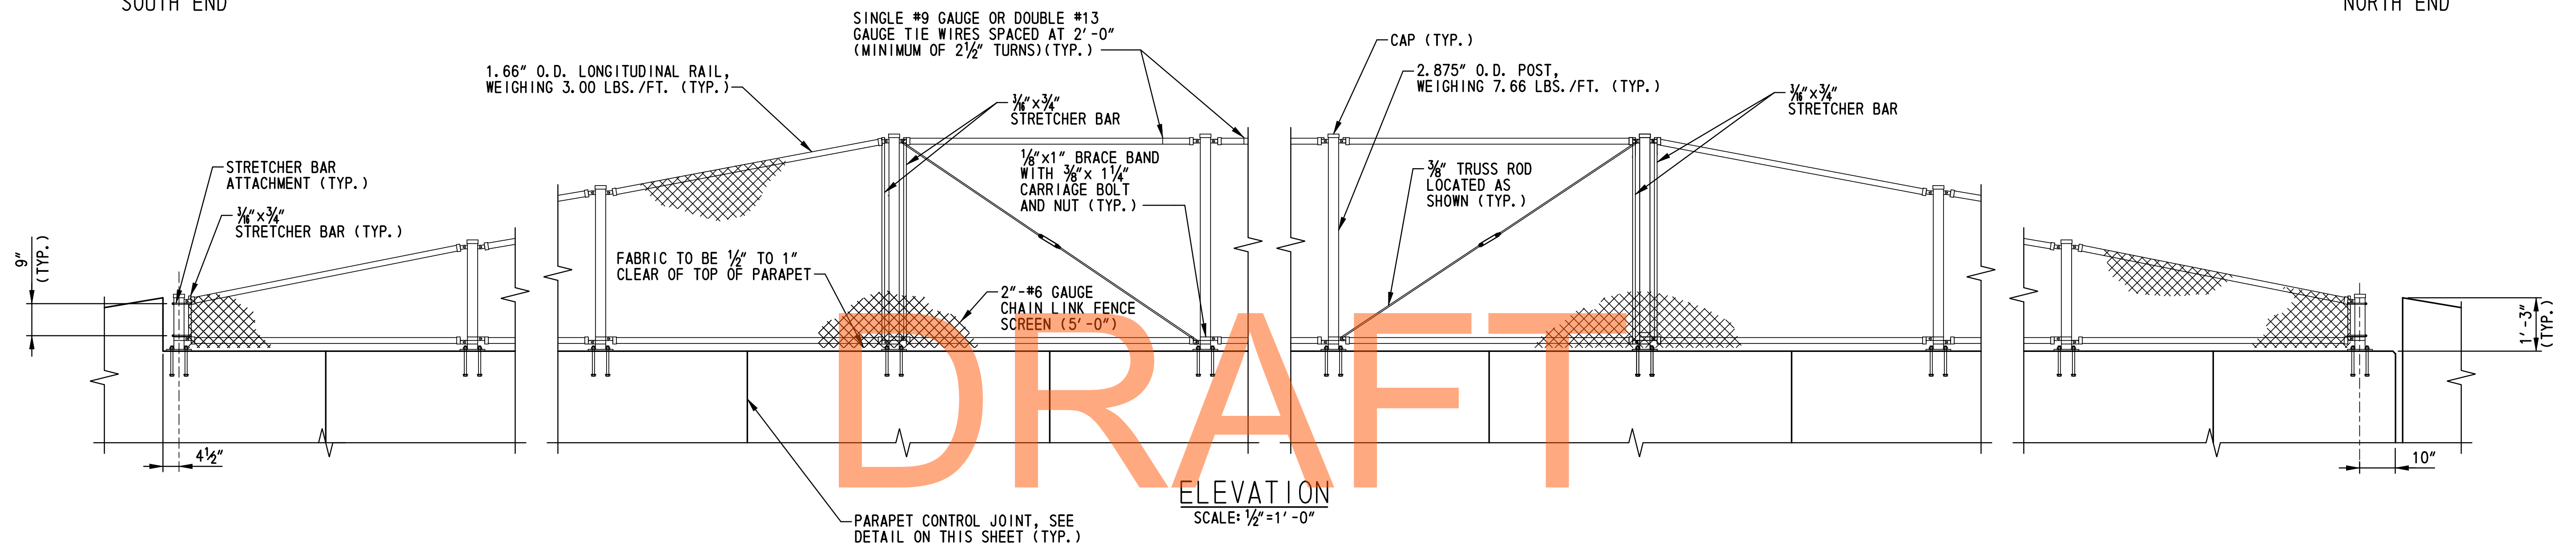 SOUTH END
NORTH END
SINGLE #9 GAUGE OR DOUBLE #13
GAUGE TIE WIRES SPACED AT 2'-0"
(MINIMUM OF 2½" TURNS)(TYP.)
CAP (TYP.)
1.66" O.D. LONGITUDINAL RAIL,
WEIGHING 3.00 LBS./FT. (TYP.)
2.875" O.D. POST,
WEIGHING 7.66 LBS./FT. (TYP.)
3/16"x¾"
STRETCHER BAR
3/16"x¾"
STRETCHER BAR
STRETCHER BAR
ATTACHMENT (TYP.)
⅛"x1" BRACE BAND
WITH ⅜"x 1¼"
CARRIAGE BOLT
AND NUT (TYP.)
⅜" TRUSS ROD
LOCATED AS
SHOWN (TYP.)
3/16"x¾"
STRETCHER BAR (TYP.)
9"
(TYP.)
FABRIC TO BE ½" TO 1"
CLEAR OF TOP OF PARAPET
2"-#6 GAUGE
CHAIN LINK FENCE
SCREEN (5'-0")
1'-3"
(TYP.)
DRAFT
4½"
10"
ELEVATION
SCALE: ½"=1'-0"
PARAPET CONTROL JOINT, SEE
DETAIL ON THIS SHEET (TYP.)